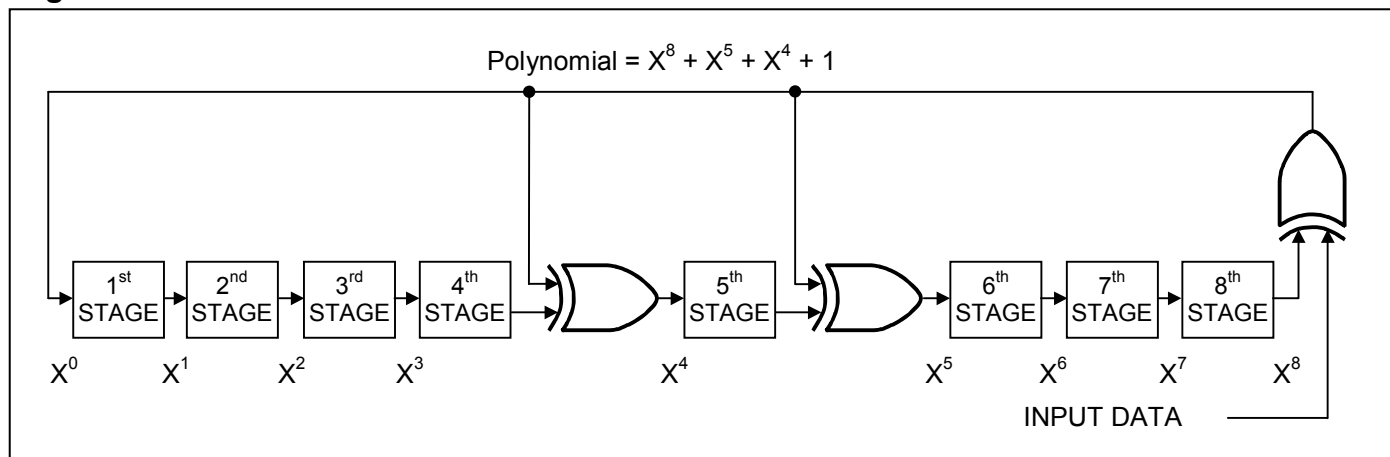 Polynomial = X⁸ + X⁵ + X⁴ + 1
1ˢᵗ STAGE
2ⁿᵈ STAGE
3ʳᵈ STAGE
4ᵗʰ STAGE
5ᵗʰ STAGE
6ᵗʰ STAGE
7ᵗʰ STAGE
8ᵗʰ STAGE
X⁰ X¹ X² X³ X⁴ X⁵ X⁶ X⁷ X⁸
INPUT DATA